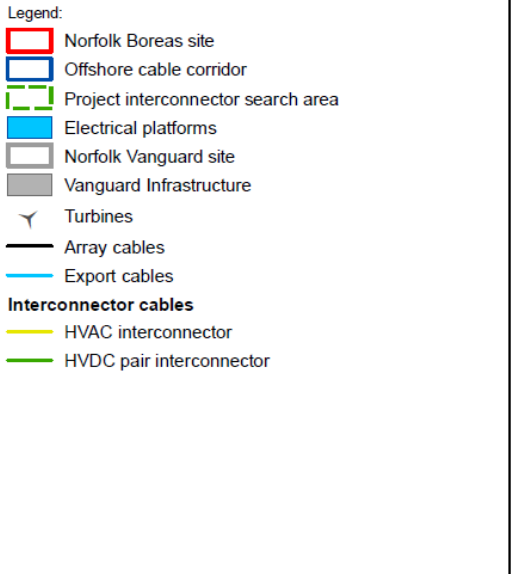 Legend:
Norfolk Boreas site
Offshore cable corridor
Project interconnector search area
Electrical platforms
Norfolk Vanguard site
Vanguard Infrastructure
Turbines
Array cables
Export cables
Interconnector cables
HVAC interconnector
HVDC pair interconnector